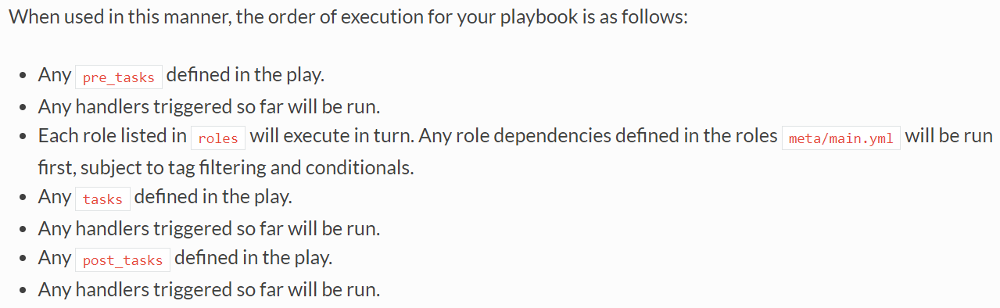 When used in this manner, the order of execution for your playbook is as follows:
• Any pre_tasks defined in the play.
• Any handlers triggered so far will be run.
• Each role listed in roles will execute in turn. Any role dependencies defined in the roles meta/main.yml will be run
first, subject to tag filtering and conditionals.
• Any tasks defined in the play.
• Any handlers triggered so far will be run.
• Any post_tasks defined in the play.
• Any handlers triggered so far will be run.